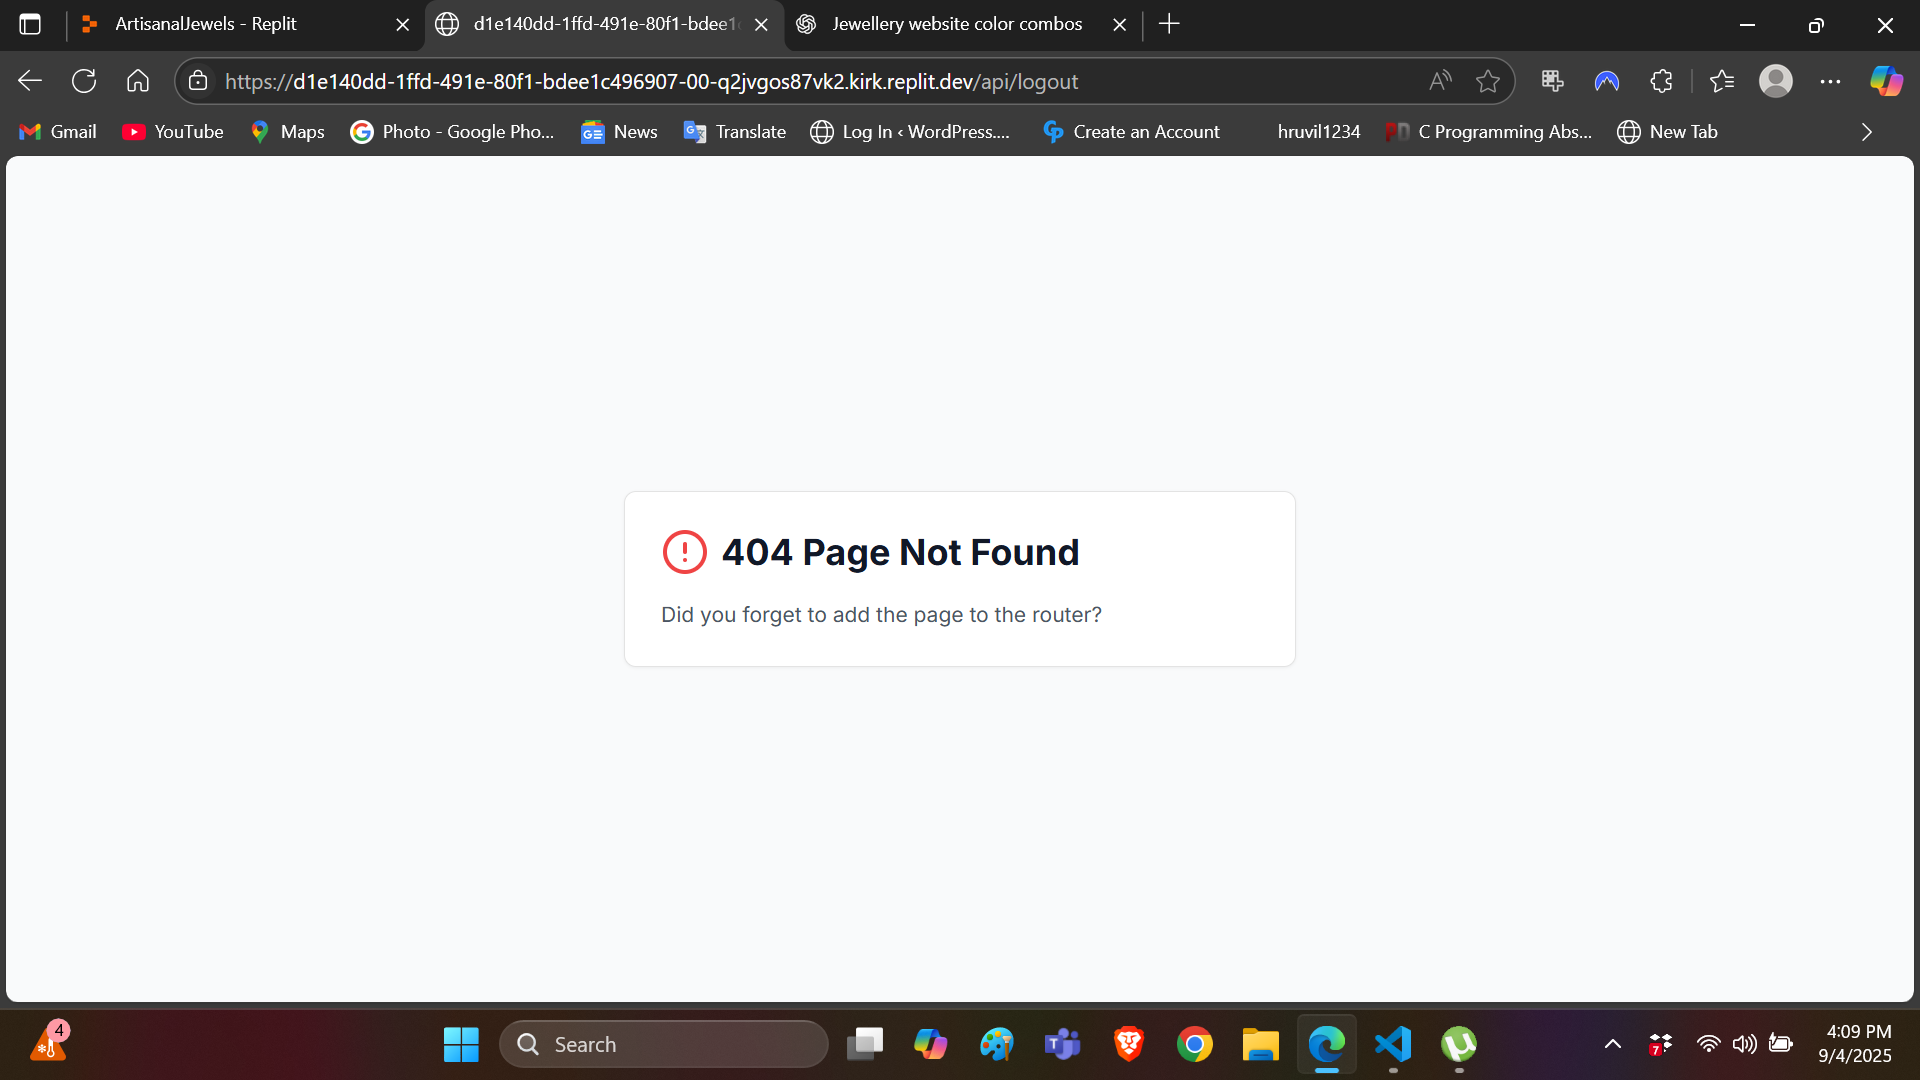 ArtisanalJewels - Replit
d1e140dd-1ffd-491e-80f1-bdee1c
Jewellery website color combos
https://d1e140dd-1ffd-491e-80f1-bdee1c496907-00-q2jvgos87vk2.kirk.replit.dev/api/logout
Gmail
YouTube
Maps
Photo - Google Pho...
News
Translate
Log In ‹ WordPress....
Create an Account
hruvil1234
C Programming Abs...
New Tab
404 Page Not Found
Did you forget to add the page to the router?
4
Search
7
4:09 PM
9/4/2025